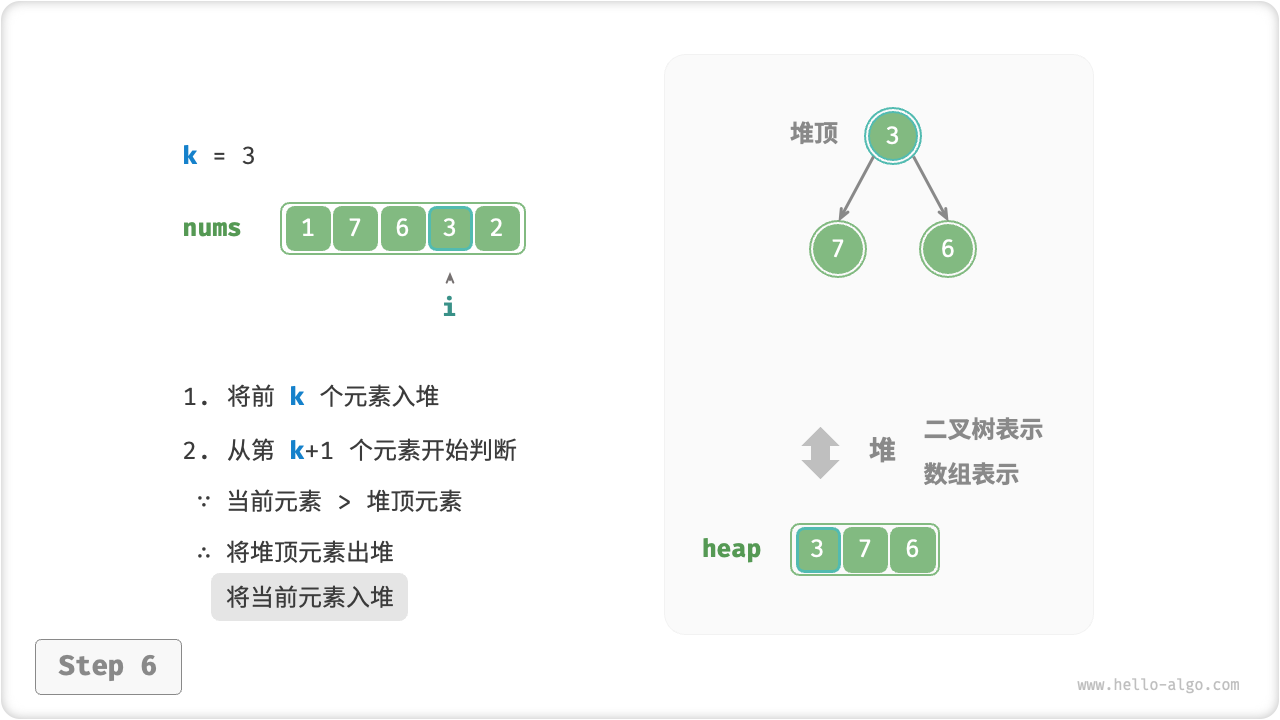 k = 3
nums 1 7 6 3 2
i
1. 将前 k 个元素入堆
2. 从第 k+1 个元素开始判断
∵ 当前元素 > 堆顶元素
∴ 将堆顶元素出堆
将当前元素入堆
Step 6
堆顶 3
7 6
堆 二叉树表示
数组表示
heap 3 7 6
www.hello-algo.com